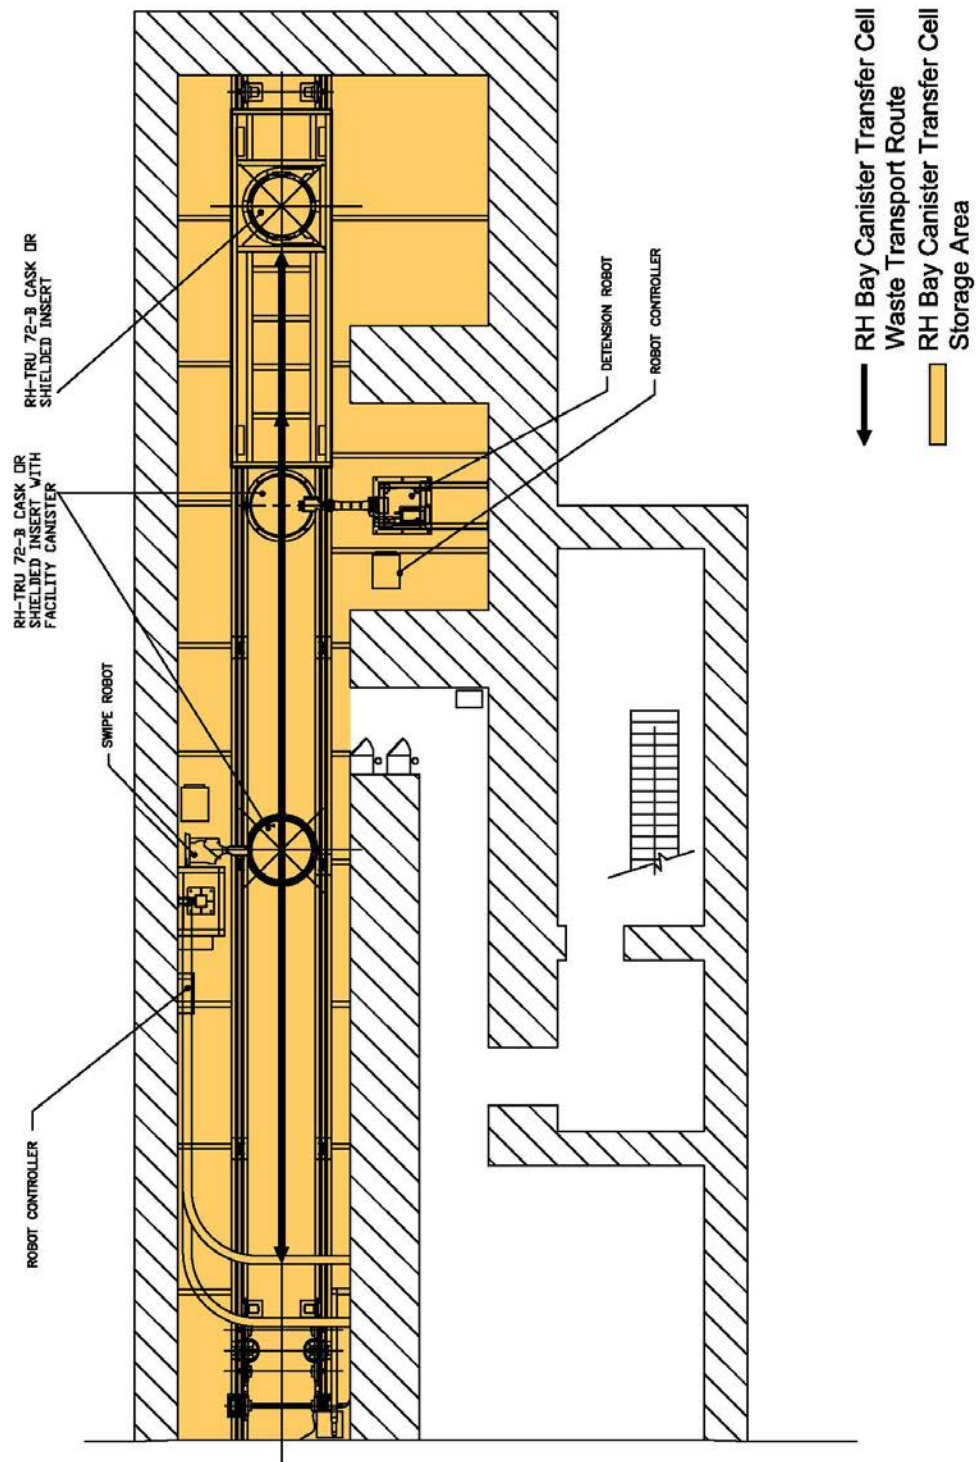 RH-TRU 72-B CASK OR
SHIELDED INSERT
RH-TRU 72-B CASK OR
SHIELDED INSERT WITH
FACILITY CANISTER
SWIPE ROBOT
ROBOT CONTROLLER
DETENSION ROBOT
ROBOT CONTROLLER
RH Bay Canister Transfer Cell
Waste Transport Route
RH Bay Canister Transfer Cell
Storage Area